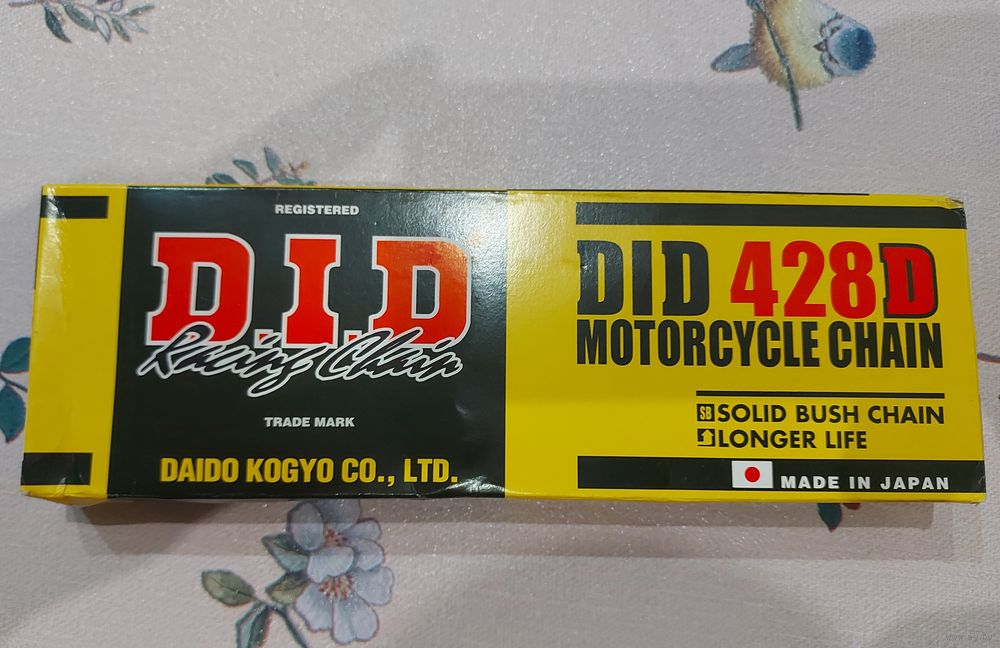 REGISTERED
D.I.D
Racing Chain
TRADE MARK
DAIDO KOGYO CO., LTD.
DID 428D
MOTORCYCLE CHAIN
SB SOLID BUSH CHAIN
LONGER LIFE
MADE IN JAPAN